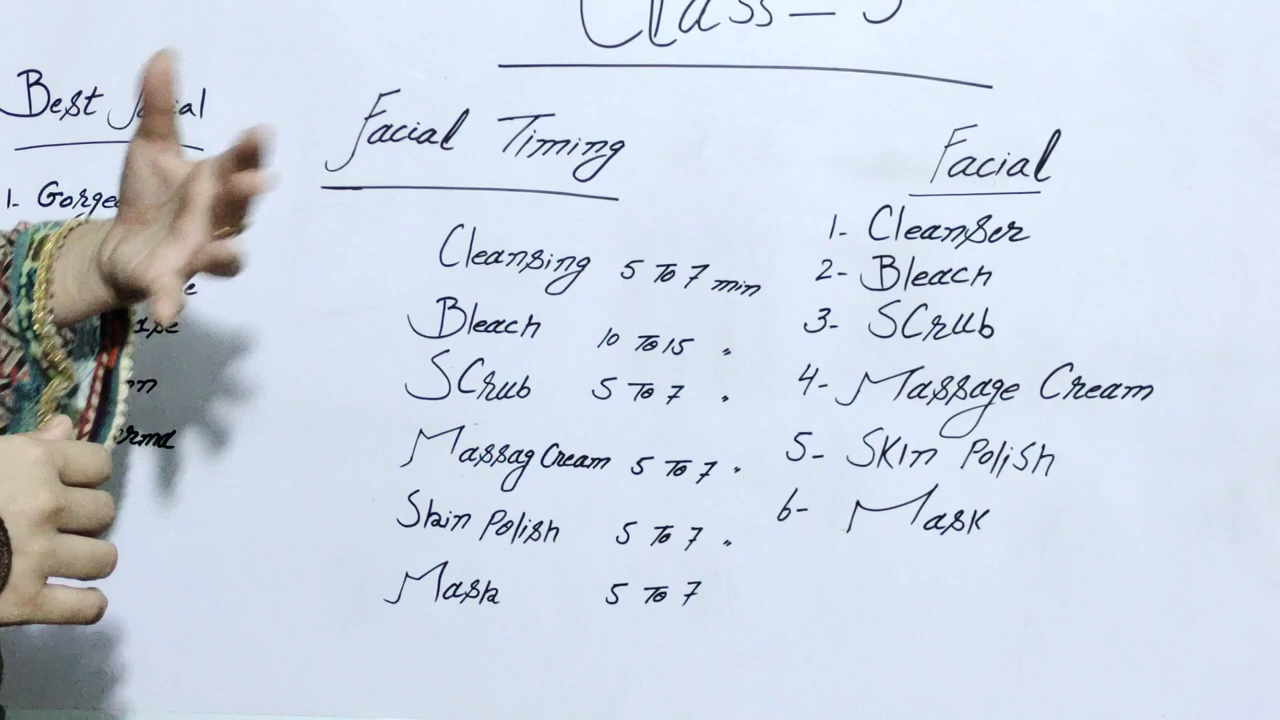 Class-
Best Facial
1- Gorge
Facial Timing
Cleansing 5 To 7 min
Bleach 10 To 15 "
SCrub 5 To 7 "
Massag Cream 5 To 7 "
Skin Polish 5 To 7 "
Mask 5 To 7
Facial
1- Cleanser
2- Bleach
3- SCrub
4- Massage Cream
5- SKin Polish
6- Mask